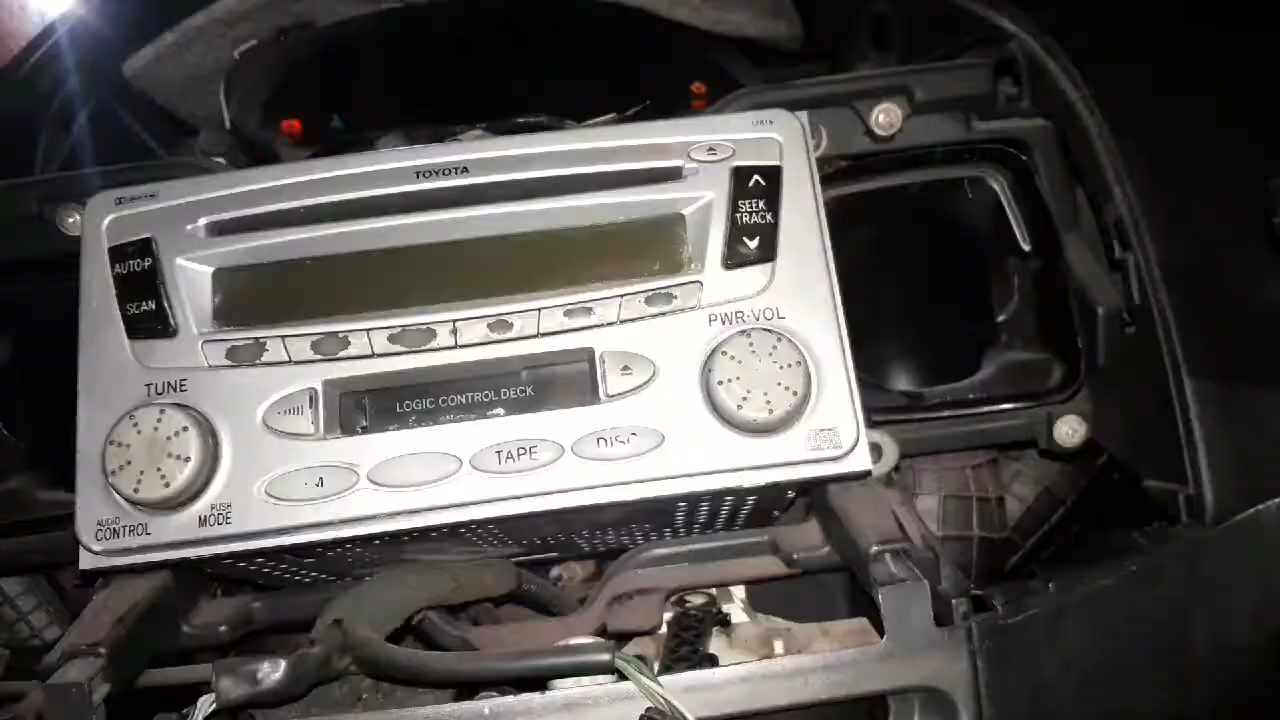 TOYOTA
SEEK
TRACK
AUTO·P
SCAN
PWR·VOL
TUNE
LOGIC CONTROL DECK
TAPE
DISC
AUDIO
CONTROL
PUSH
MODE